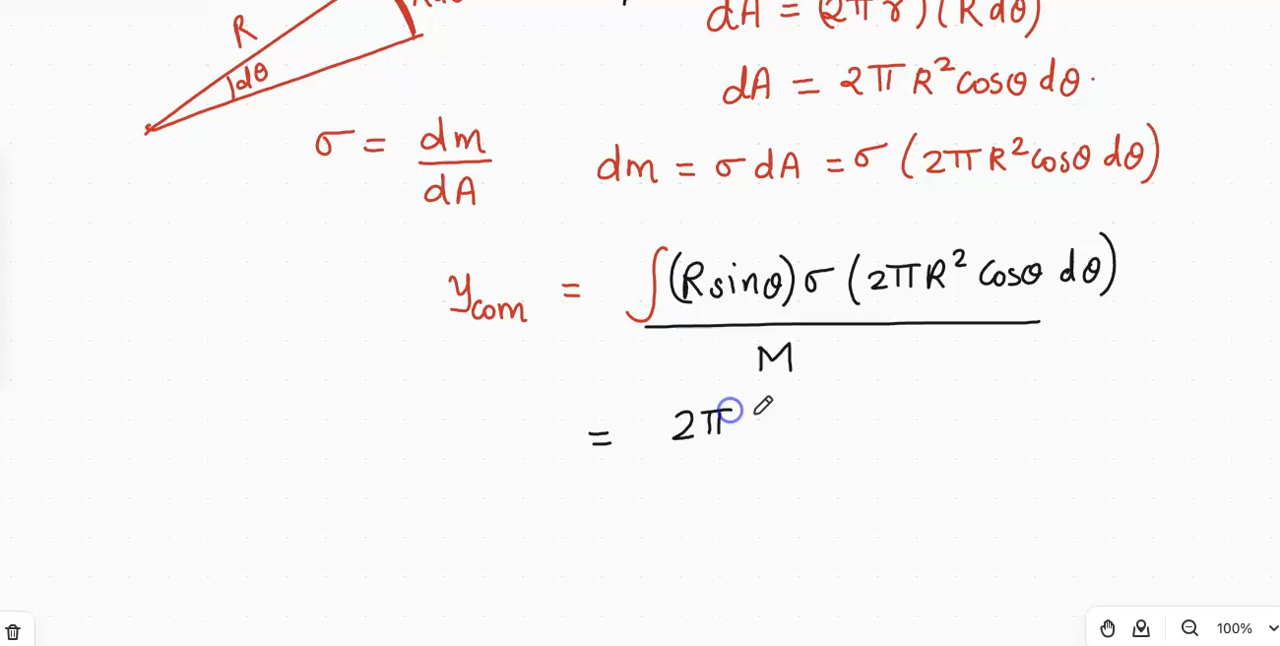 R
dθ
dA = (2πr)(Rdθ)
dA = 2πR²cosθ dθ.
σ = dm/dA
dm = σ dA = σ (2πR²cosθ dθ)
y_com = ∫(R sinθ) σ (2πR² cosθ dθ) / M
= 2π
100%